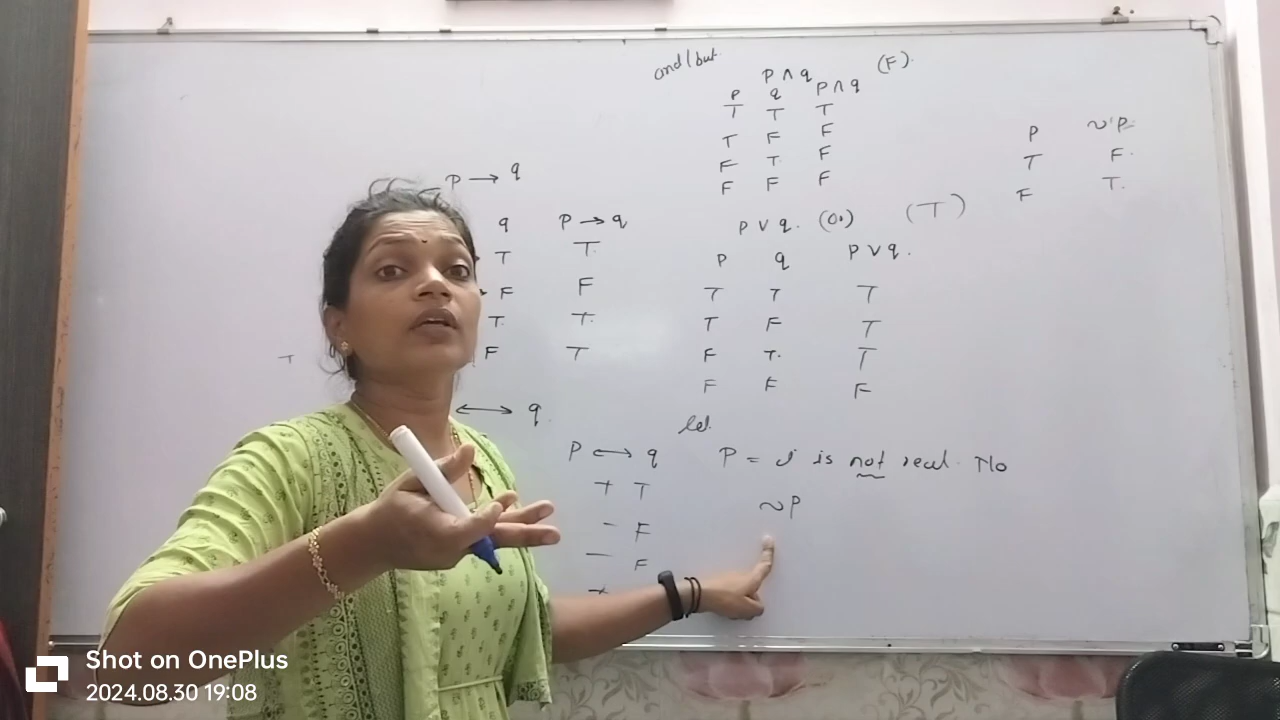 and/but
P ∧ q (F).
P q P ∧ q
T T T
T F F
F T F
F F F
P ~P
T F.
F T.
P → q
q P → q
T T.
F F
T. T.
F T
T
↔ q.
P ↔ q
T
F
F
P ∨ q. (Or) (T)
P q P ∨ q.
T T T
T F T
F T. T
F F F
let.
P = is not real No
~P
Shot on OnePlus
2024.08.30 19:08